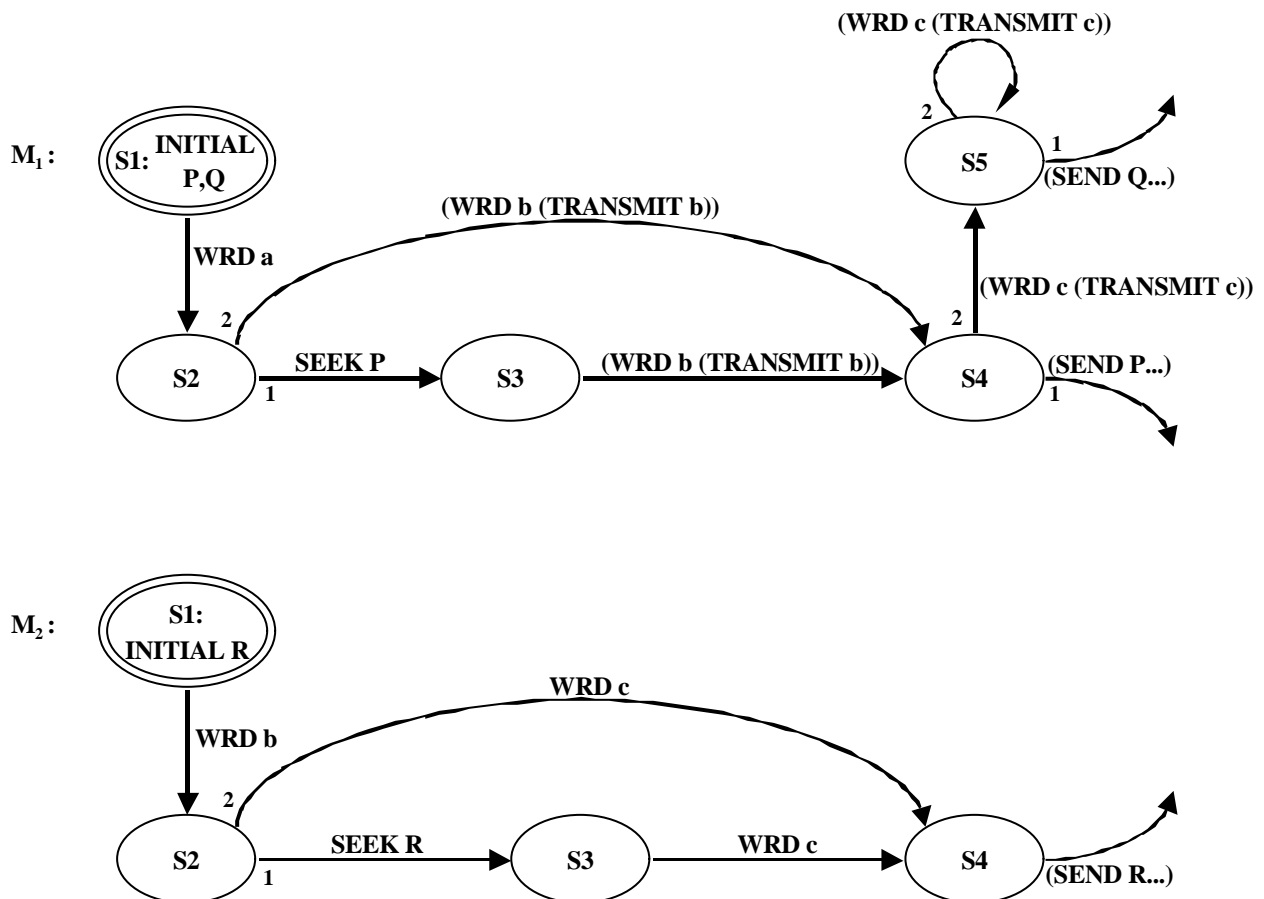 (WRD c (TRANSMIT c))
M1:
S1: INITIAL
P,Q
2
1
S5
(SEND Q...)
(WRD b (TRANSMIT b))
WRD a
(WRD c (TRANSMIT c))
2
2
S2
SEEK P
1
S3
(WRD b (TRANSMIT b))
S4
(SEND P...)
1
M2:
S1:
INITIAL R
WRD c
WRD b
2
S2
SEEK R
1
S3
WRD c
S4
(SEND R...)